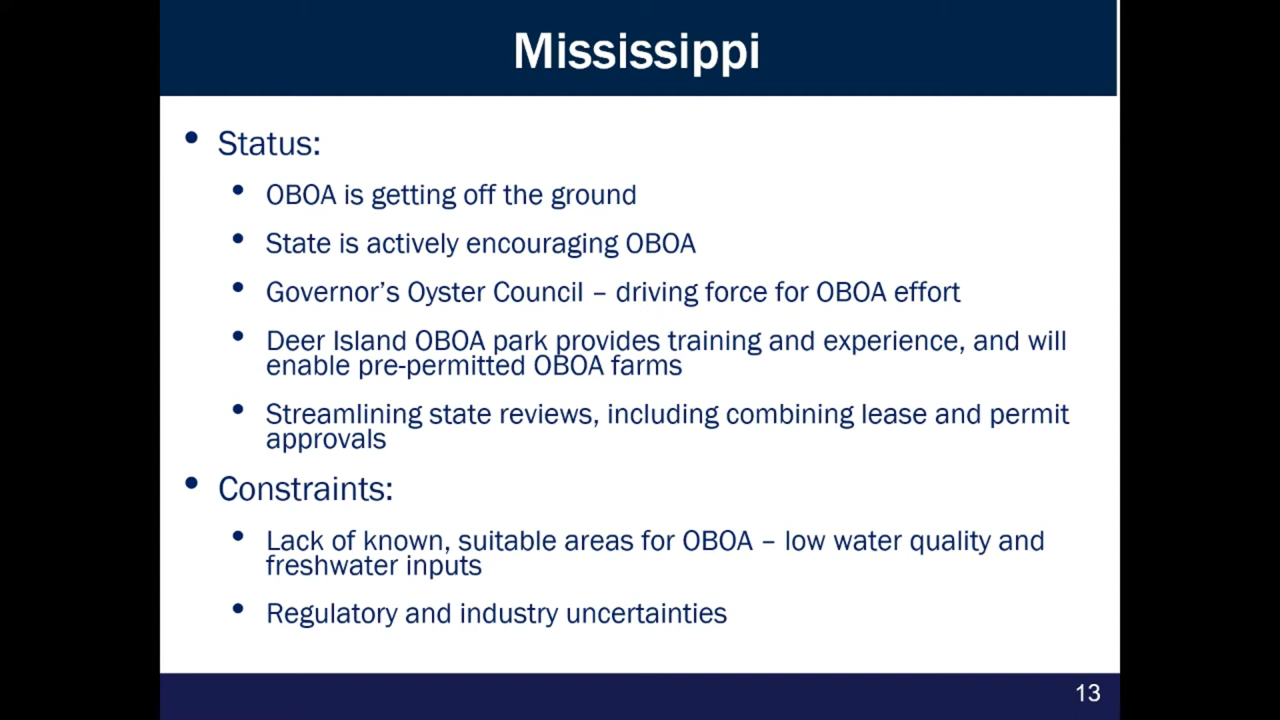 Mississippi
• Status:
• OBOA is getting off the ground
• State is actively encouraging OBOA
• Governor's Oyster Council – driving force for OBOA effort
• Deer Island OBOA park provides training and experience, and will
enable pre-permitted OBOA farms
• Streamlining state reviews, including combining lease and permit
approvals
• Constraints:
• Lack of known, suitable areas for OBOA – low water quality and
freshwater inputs
• Regulatory and industry uncertainties
13